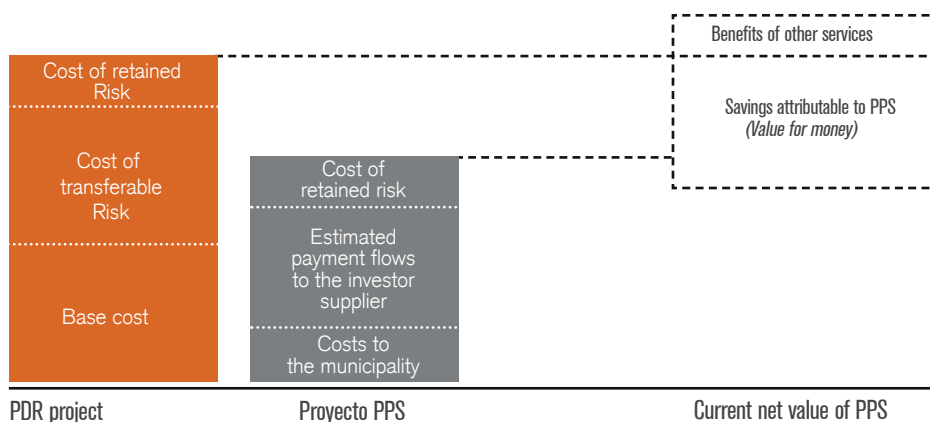 Benefits of other services
Cost of retained
Risk
Savings attributable to PPS
(Value for money)
Cost of
transferable
Risk
Cost of
retained risk
Estimated
payment flows
to the investor
supplier
Base cost
Costs to
the municipality
PDR project
Proyecto PPS
Current net value of PPS